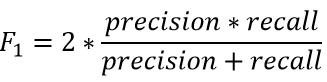 F₁ = 2 * precision * recall / precision + recall